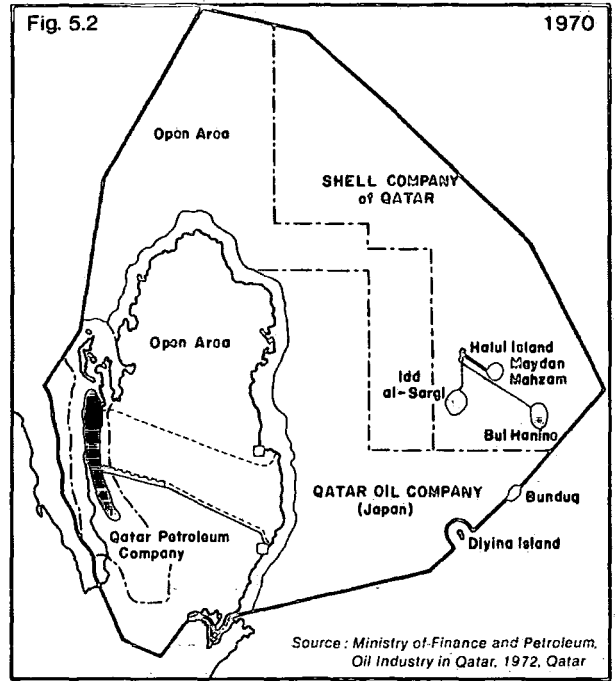 Fig. 5.2
1970
Open Area
SHELL COMPANY
of QATAR
Open Area
Halul Island
Maydan
Mahzam
Idd
al-Sargi
Bul Hanine
QATAR OIL COMPANY
(Japan)
Bunduq
Diyina Island
Qatar Petroleum
Company
Source: Ministry of Finance and Petroleum,
Oil Industry in Qatar, 1972, Qatar